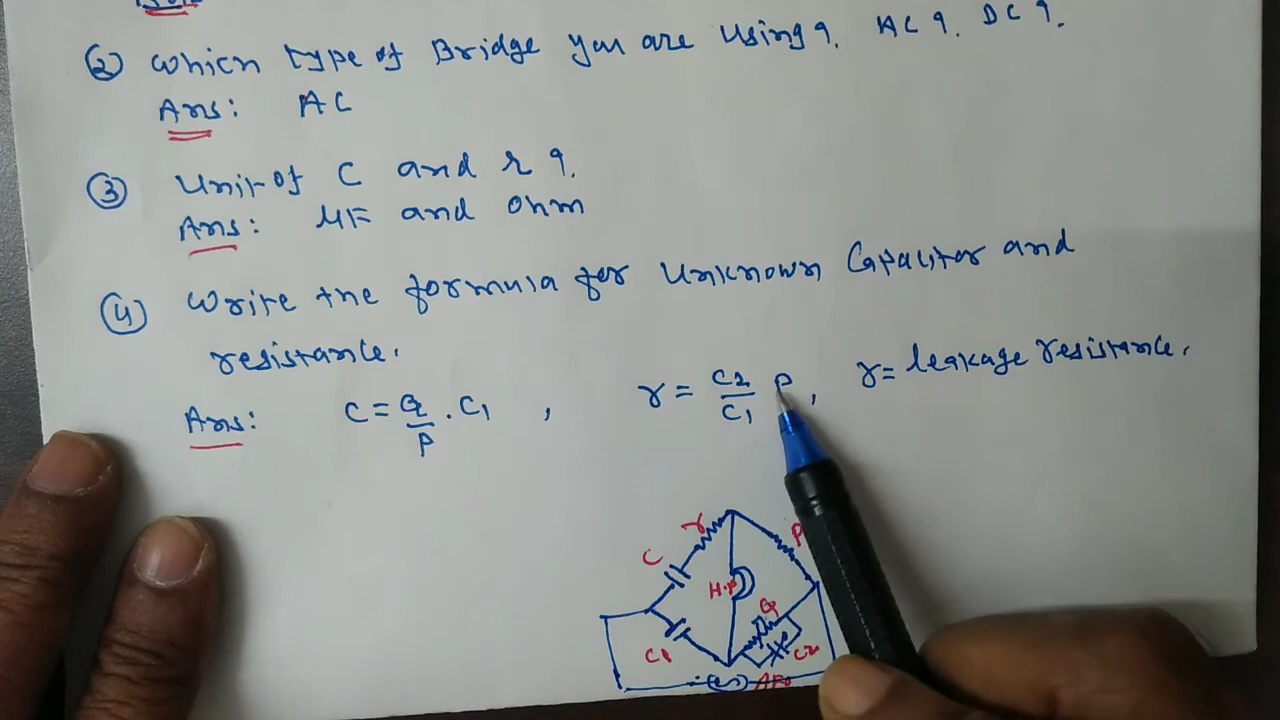 ② which type of Bridge you are using ?. AC ?. DC ?.
Ans: AC
③ Unit of C and r ?.
Ans: μF and ohm
④ Write the formula for Unknown Capacitor and
resistance.
Ans: C = Q/P . C1 , r = C2/C1 P , r = leakage resistance.
r
P
C
H.P
Q
C1
C2